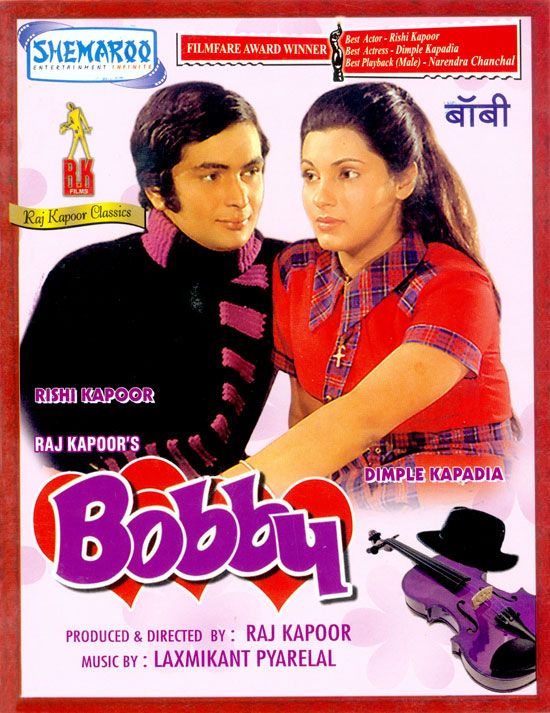 SHEMAROO
ENTERTAINMENT INFINITE
FILMFARE AWARD WINNER
Best Actor - Rishi Kapoor
Best Actress - Dimple Kapadia
Best Playback (Male) - Narendra Chanchal
बॉबी
R.K
FILMS
Raj Kapoor Classics
RISHI KAPOOR
RAJ KAPOOR'S
DIMPLE KAPADIA
Bobby
PRODUCED & DIRECTED BY : RAJ KAPOOR
MUSIC BY : LAXMIKANT PYARELAL